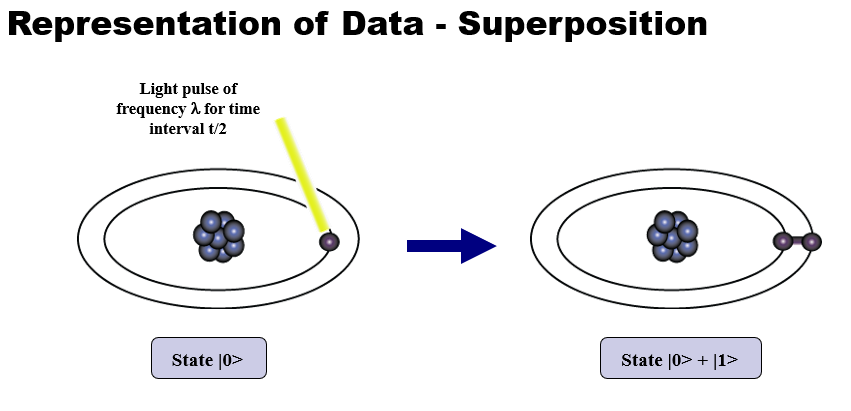 Representation of Data - Superposition
Light pulse of
frequency λ for time
interval t/2
State |0>
State |0> + |1>